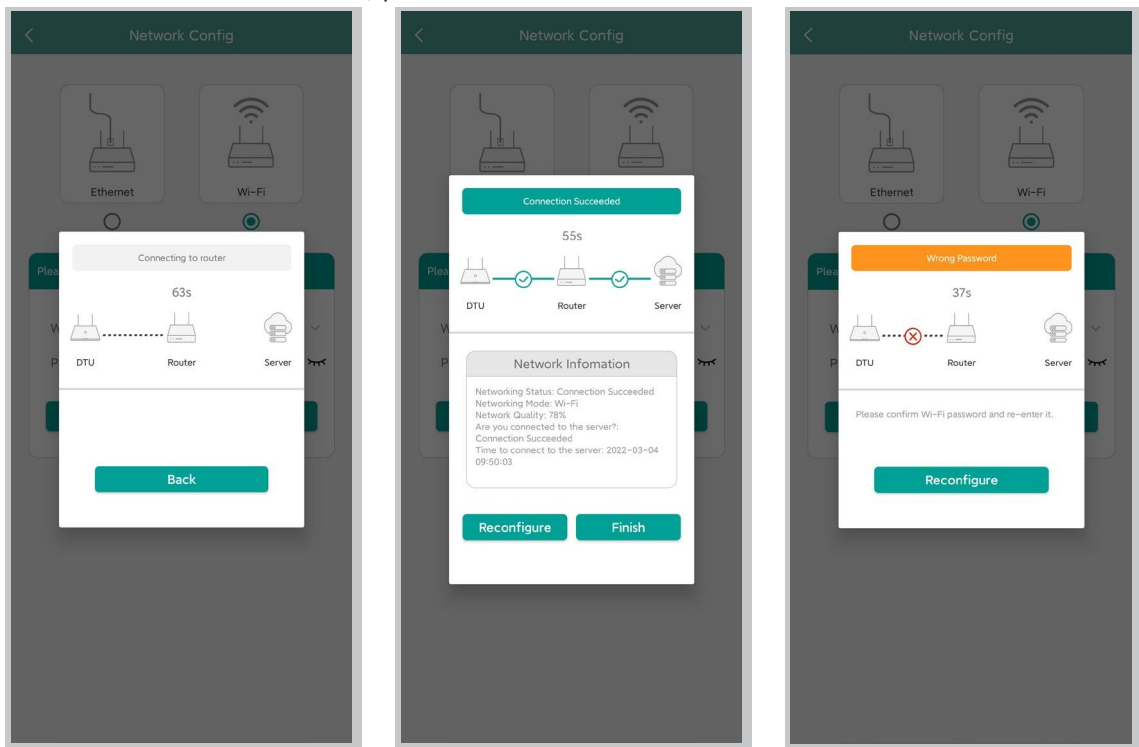 Network Config
Ethernet
Wi-Fi
Plea
Connecting to router
63s
W
DTU
Router
Server
P
Back
Network Config
Connection Succeeded
55s
Plea
DTU
Router
Server
W
P
Network Infomation
Networking Status: Connection Succeeded
Networking Mode: Wi-Fi
Network Quality: 78%
Are you connected to the server?:
Connection Succeeded
Time to connect to the server: 2022-03-04
09:50:03
Reconfigure
Finish
Network Config
Ethernet
Wi-Fi
Plea
Wrong Password
37s
W
P
DTU
Router
Server
Please confirm Wi-Fi password and re-enter it.
Reconfigure